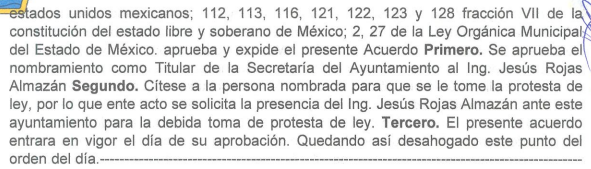 estados unidos mexicanos; 112, 113, 116, 121, 122, 123 y 128 fracción VII de la
constitución del estado libre y soberano de México; 2, 27 de la Ley Orgánica Municipal
del Estado de México. aprueba y expide el presente Acuerdo Primero. Se aprueba el
nombramiento como Titular de la Secretaría del Ayuntamiento al Ing. Jesús Rojas
Almazán Segundo. Cítese a la persona nombrada para que se le tome la protesta de
ley, por lo que ente acto se solicita la presencia del Ing. Jesús Rojas Almazán ante este
ayuntamiento para la debida toma de protesta de ley. Tercero. El presente acuerdo
entrara en vigor el día de su aprobación. Quedando así desahogado este punto del
orden del día.-----------------------------------------------------------------------------------------